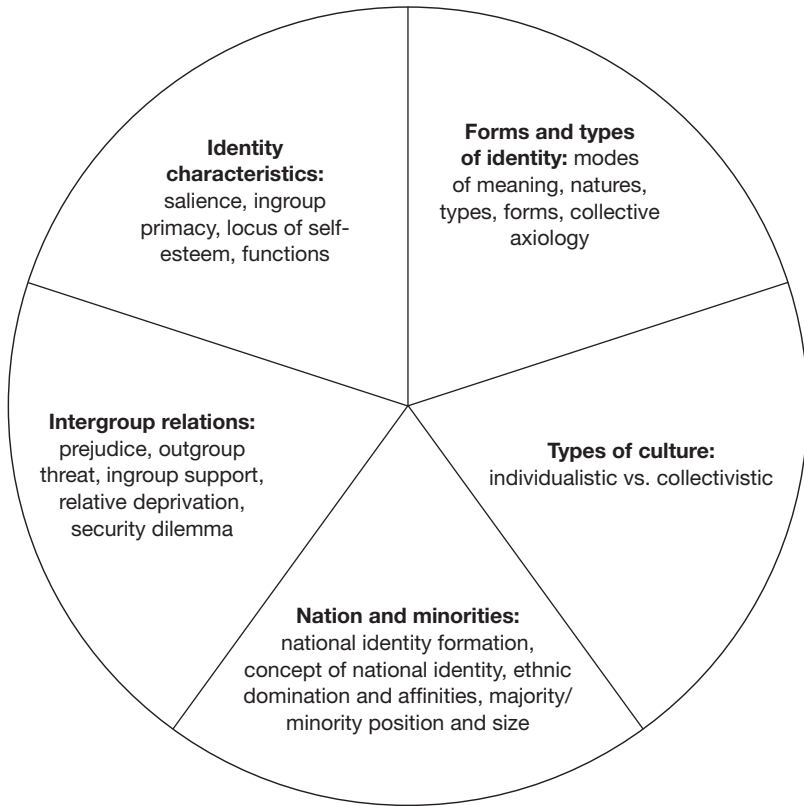 Identity
characteristics:
salience, ingroup
primacy, locus of self-
esteem, functions
Forms and types
of identity: modes
of meaning, natures,
types, forms, collective
axiology
Intergroup relations:
prejudice, outgroup
threat, ingroup support,
relative deprivation,
security dilemma
Types of culture:
individualistic vs. collectivistic
Nation and minorities:
national identity formation,
concept of national identity, ethnic
domination and affinities, majority/
minority position and size